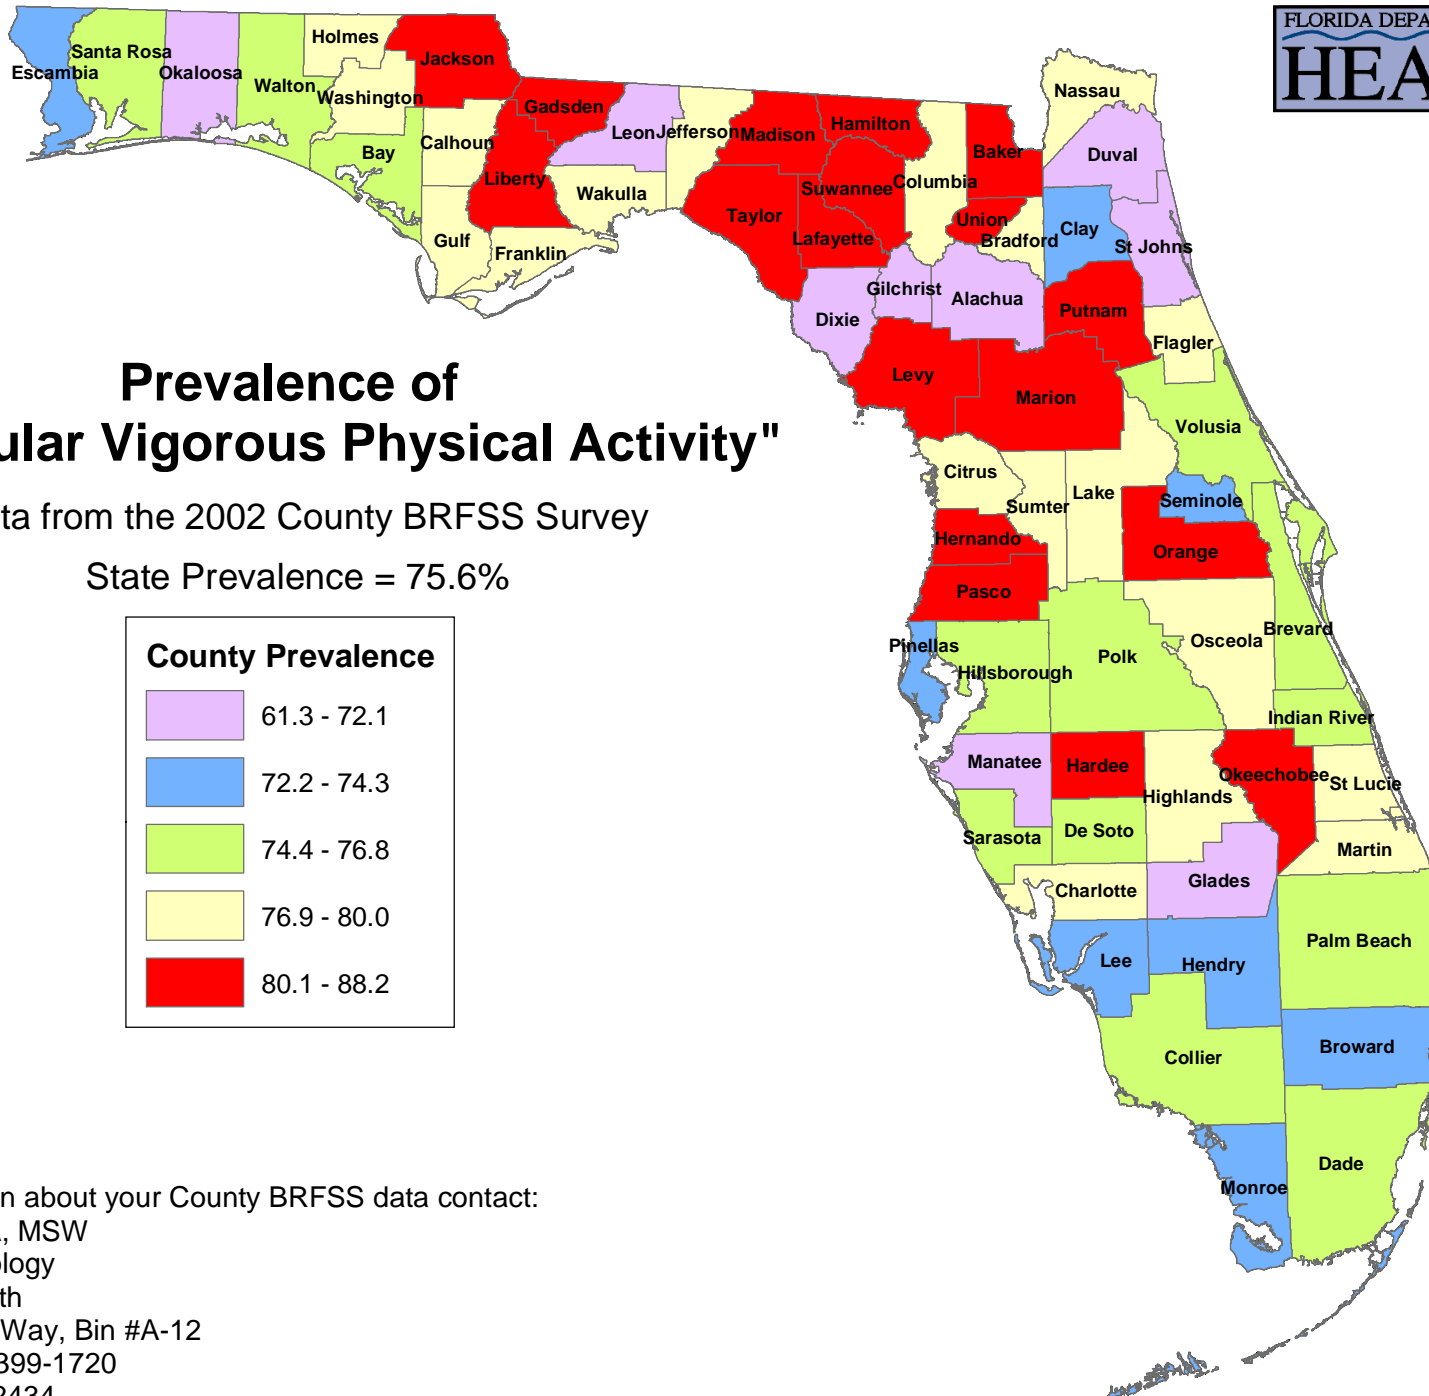 FLORIDA DEPA
HEA
Holmes
Jackson
Santa Rosa
Escambia
Okaloosa
Walton
Washington
Gadsden
Nassau
Leon
Jefferson
Madison
Hamilton
Calhoun
Bay
Baker
Duval
Liberty
Wakulla
Suwannee
Columbia
Taylor
Union
Clay
Gulf
Franklin
Lafayette
Bradford
St Johns
Gilchrist
Alachua
Dixie
Putnam
Flagler
Levy
Marion
Volusia
Citrus
Lake
Seminole
Sumter
Hernando
Orange
Pasco
Pinellas
Hillsborough
Polk
Osceola
Brevard
Indian River
Manatee
Hardee
Okeechobee
St Lucie
Highlands
Sarasota
De Soto
Martin
Charlotte
Glades
Palm Beach
Lee
Hendry
Broward
Collier
Dade
Monroe
Prevalence of
ular Vigorous Physical Activity"
ta from the 2002 County BRFSS Survey
State Prevalence = 75.6%
County Prevalence
61.3 - 72.1
72.2 - 74.3
74.4 - 76.8
76.9 - 80.0
80.1 - 88.2
n about your County BRFSS data contact:
, MSW
ology
th
Way, Bin #A-12
399-1720
2434